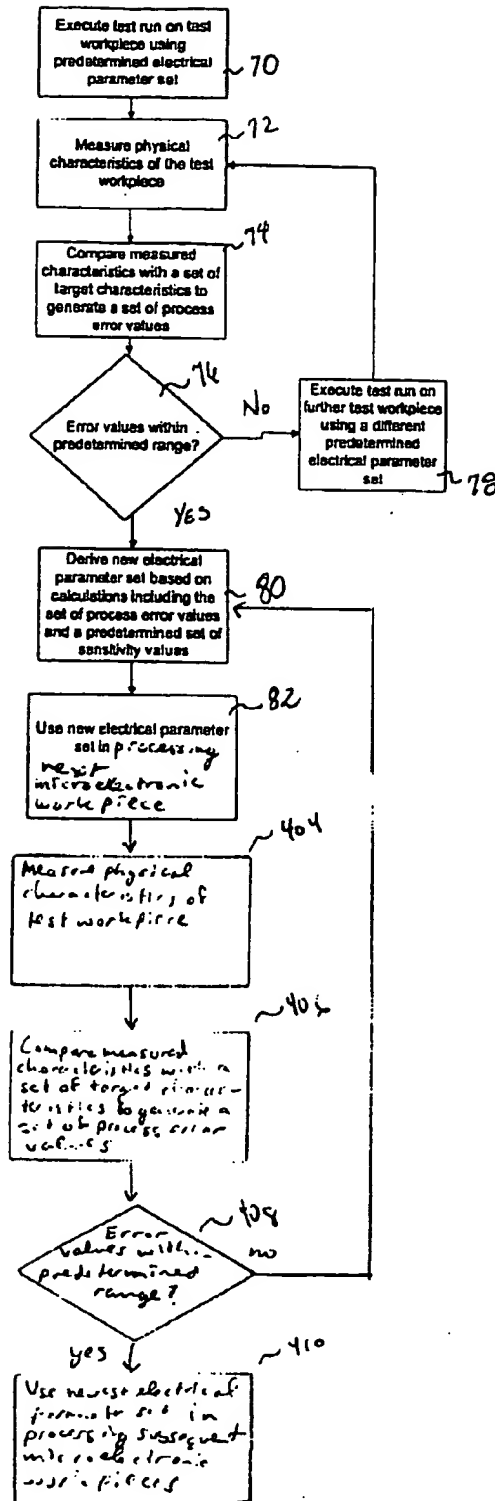 Execute test run on test
workpiece using
predetermined electrical
parameter set
70
72
Measure physical
characteristics of the test
workpiece
74
Compare measured
characteristics with a set of
target characteristics to
generate a set of process
error values
76
Error values within
predetermined range?
No
Execute test run on
further test workpiece
using a different
predetermined
electrical parameter
set
78
YES
Derive new electrical
parameter set based on
calculations including the
set of process error values
and a predetermined set of
sensitivity values
80
82
Use new electrical parameter
set in processing
next
microelectronic
workpiece
404
Measure physical
characteristics of
test workpiece
406
Compare measured
characteristics with a
set of target charac-
teristics to generate a
set of process error
values
408
Error
values within
predetermined
range?
no
yes
410
Use newest electrical
parameter set in
processing subsequent
microelectronic
workpieces